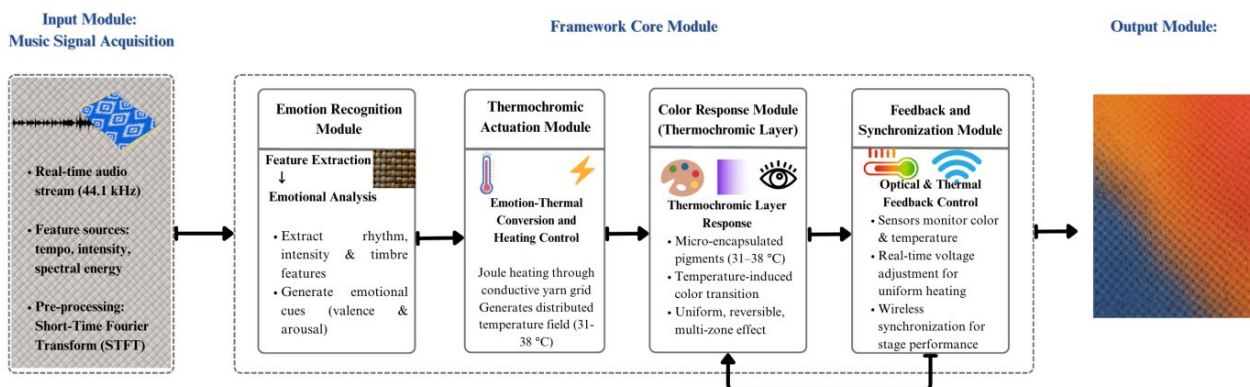 Input Module:
Music Signal Acquisition
Framework Core Module
Output Module:
• Real-time audio
stream (44.1 kHz)
• Feature sources:
tempo, intensity,
spectral energy
• Pre-processing:
Short-Time Fourier
Transform (STFT)
Emotion Recognition
Module
Feature Extraction
↓
Emotional Analysis
• Extract rhythm,
intensity & timbre
features
• Generate emotional
cues (valence &
arousal)
Thermochromic
Actuation Module
Emotion-Thermal
Conversion and
Heating Control
Joule heating through
conductive yarn grid
Generates distributed
temperature field (31-
38 °C)
Color Response Module
(Thermochromic Layer)
Thermochromic Layer
Response
• Micro-encapsulated
pigments (31–38 °C)
• Temperature-induced
color transition
• Uniform, reversible,
multi-zone effect
Feedback and
Synchronization Module
Optical & Thermal
Feedback Control
• Sensors monitor color
& temperature
• Real-time voltage
adjustment for
uniform heating
• Wireless
synchronization for
stage performance